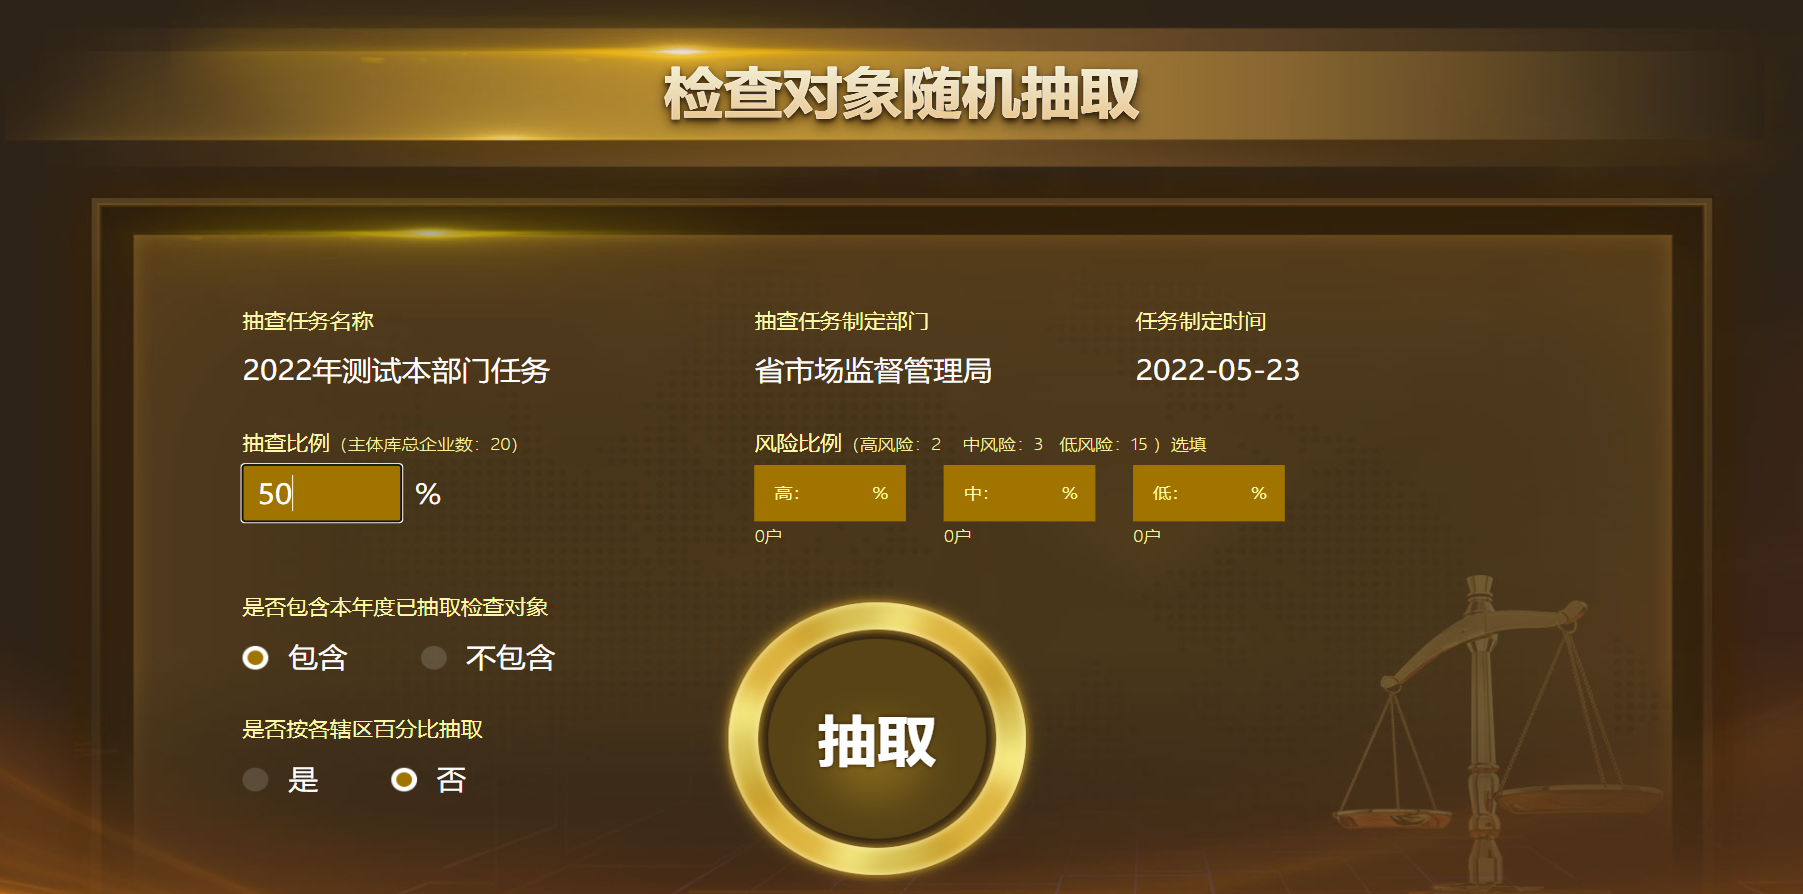 检查对象随机抽取
抽查任务名称
抽查任务制定部门
任务制定时间
2022年测试本部门任务
省市场监督管理局
2022-05-23
抽查比例（主体库总企业数：20）
风险比例（高风险：2 中风险：3 低风险：15 ）选填
50 %
高： %
中： %
低： %
0户
0户
0户
是否包含本年度已抽取检查对象
包含
不包含
是否按各辖区百分比抽取
是
否
抽取